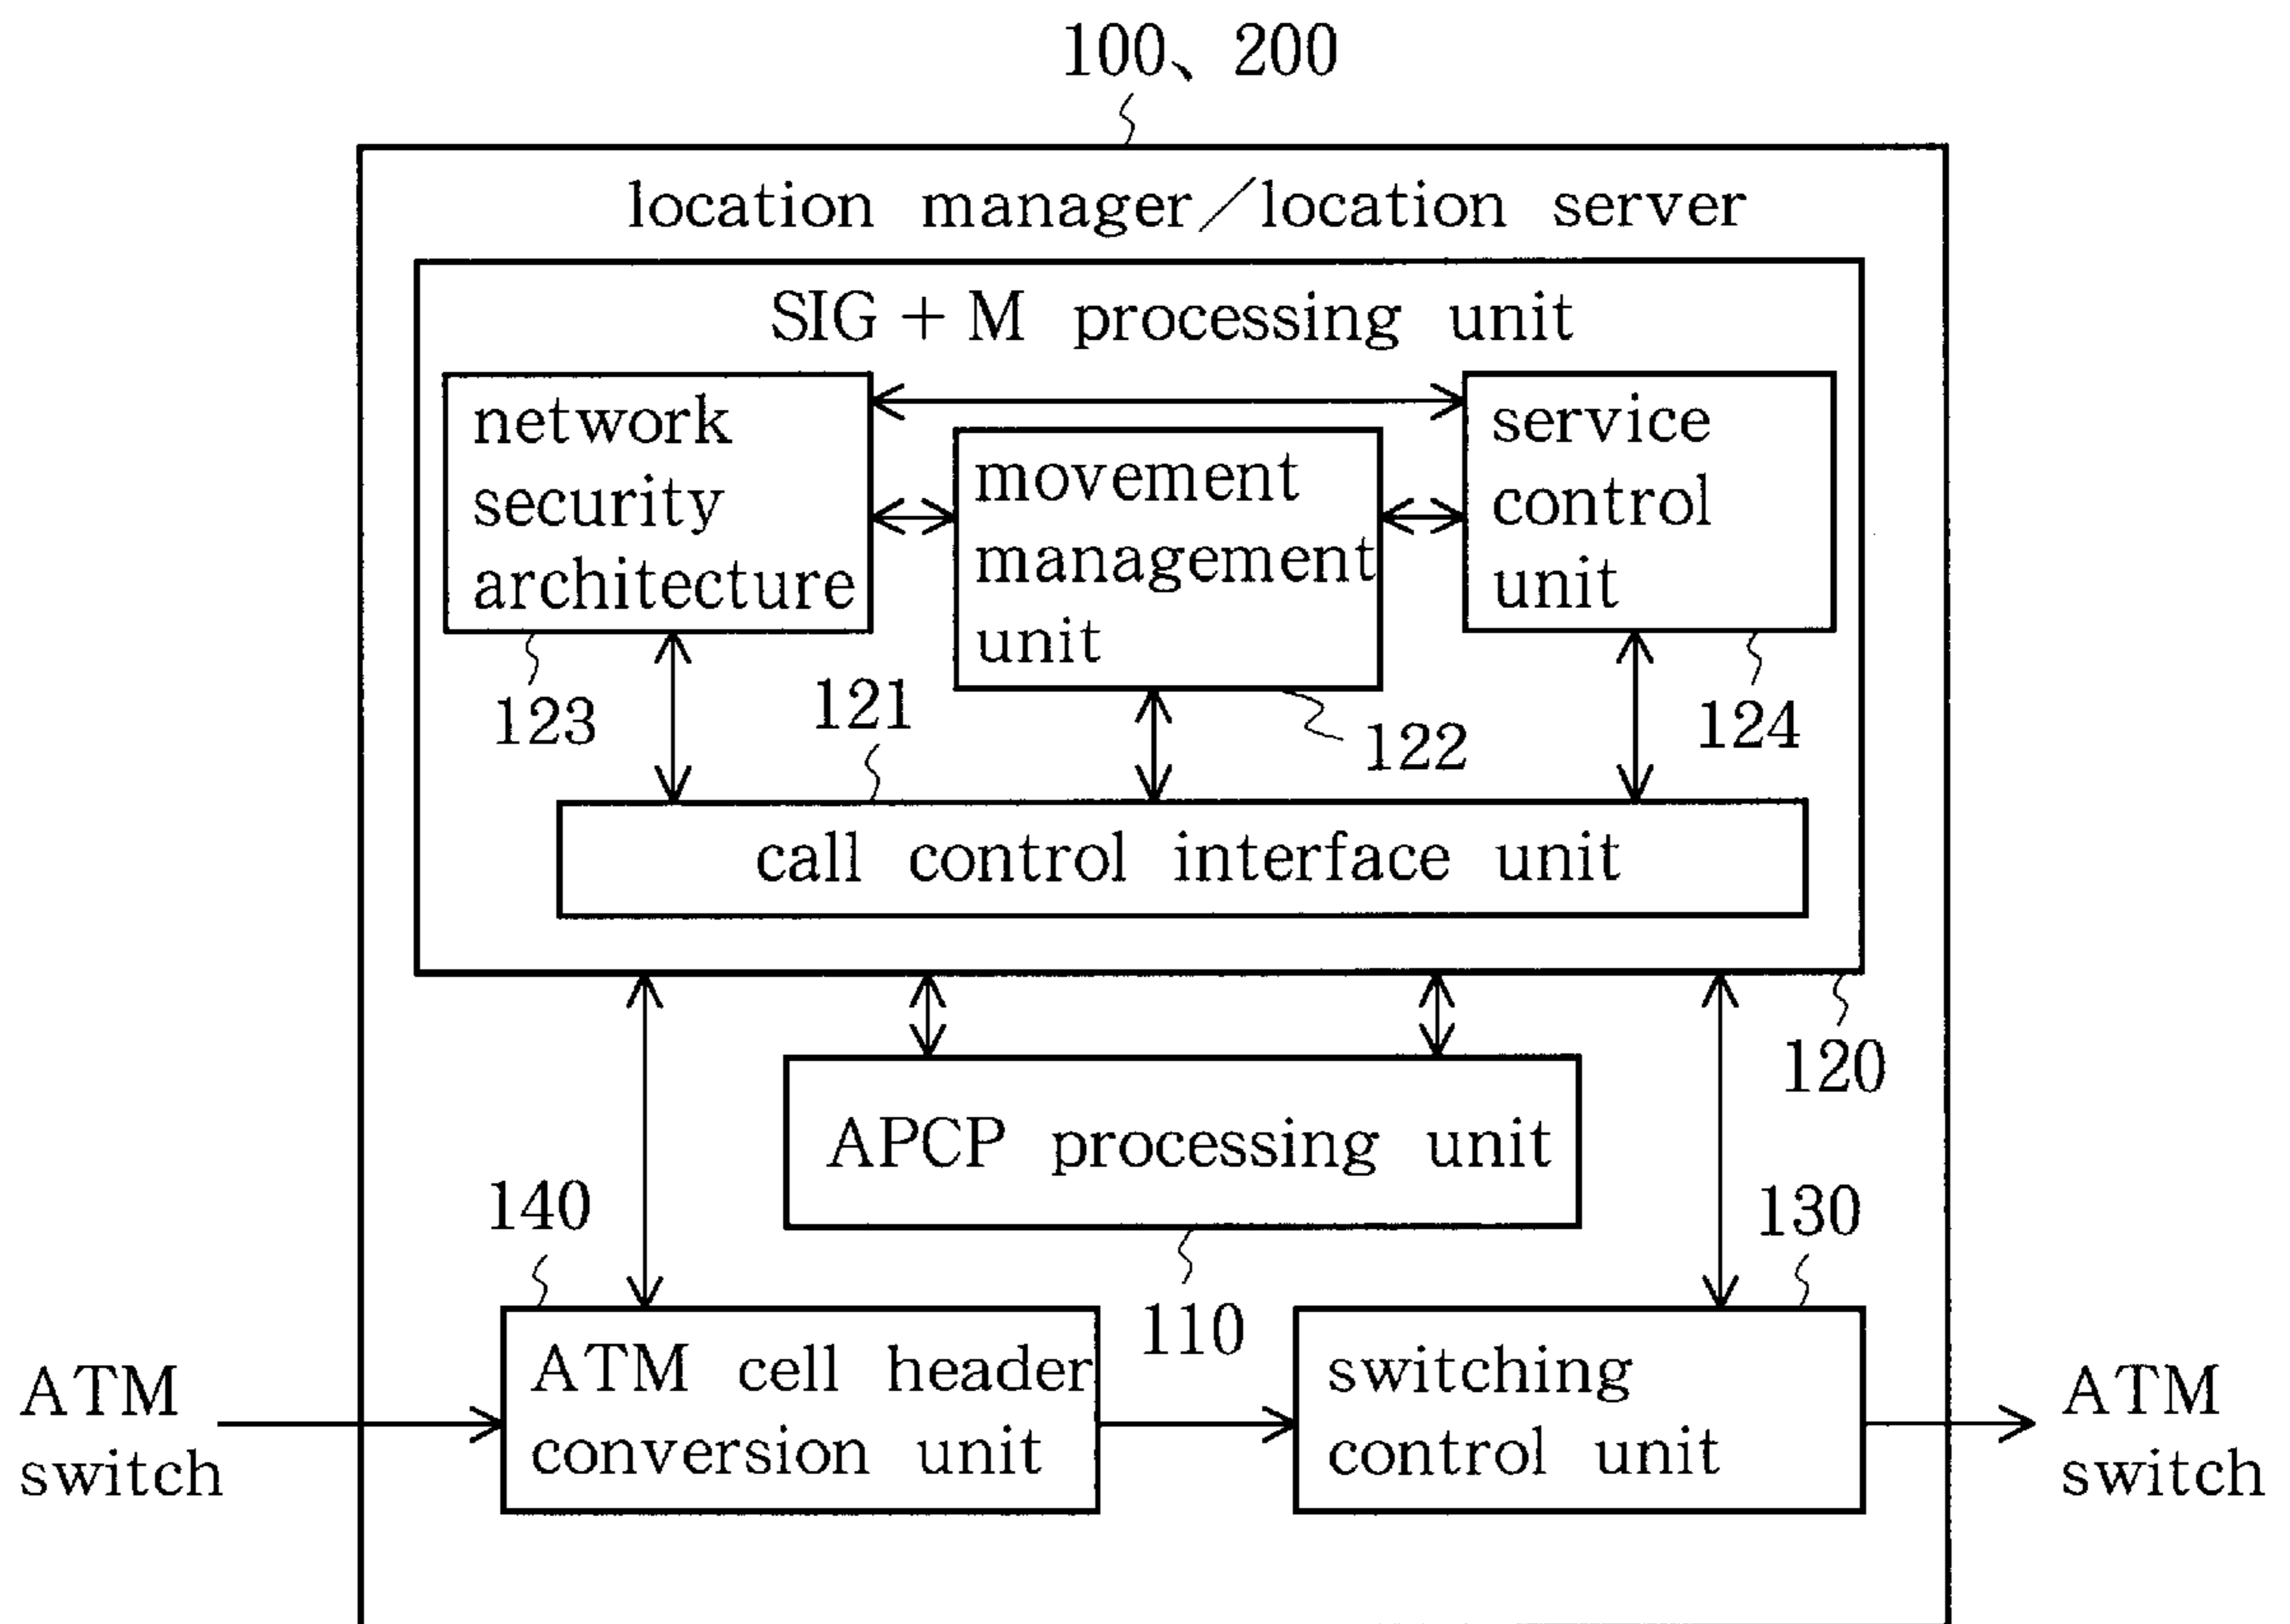 100、200
location manager／location server
SIG + M processing unit
network
security
architecture
movement
management
unit
service
control
unit
123
121
122
124
call control interface unit
120
APCP processing unit
140
130
110
ATM
switch
ATM cell header
conversion unit
switching
control unit
ATM
switch